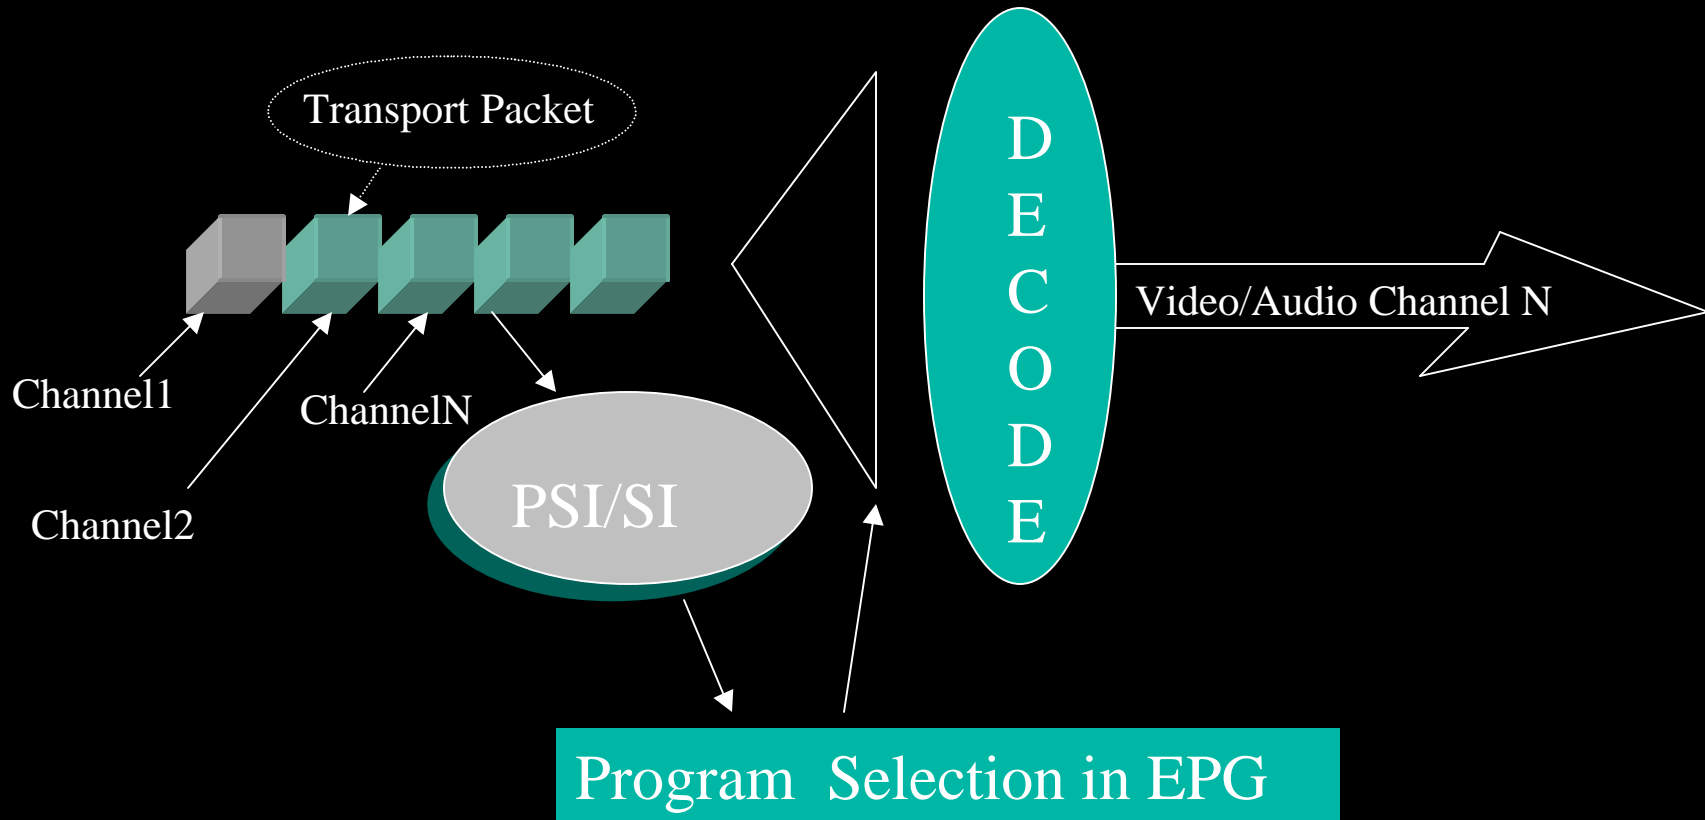 Transport Packet
Channel1
Channel2
ChannelN
PSI/SI
D
E
C
O
D
E
Video/Audio Channel N
Program  Selection in EPG